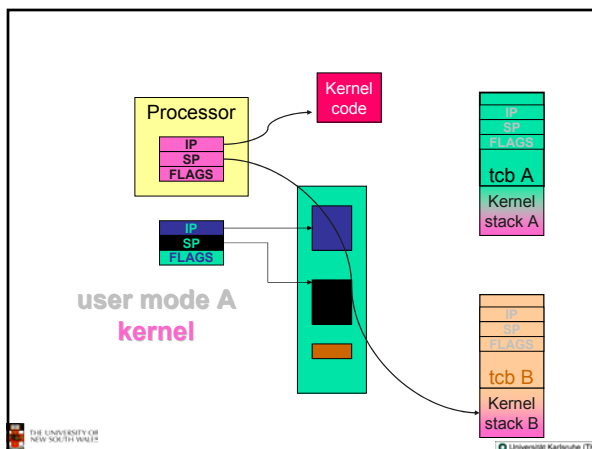 Processor
IP
SP
FLAGS
Kernel
code
IP
SP
FLAGS
user mode A
kernel
IP
SP
FLAGS
tcb A
Kernel
stack A
IP
SP
FLAGS
tcb B
Kernel
stack B
THE UNIVERSITY OF
NEW SOUTH WALES
Universität Karlsruhe (TH